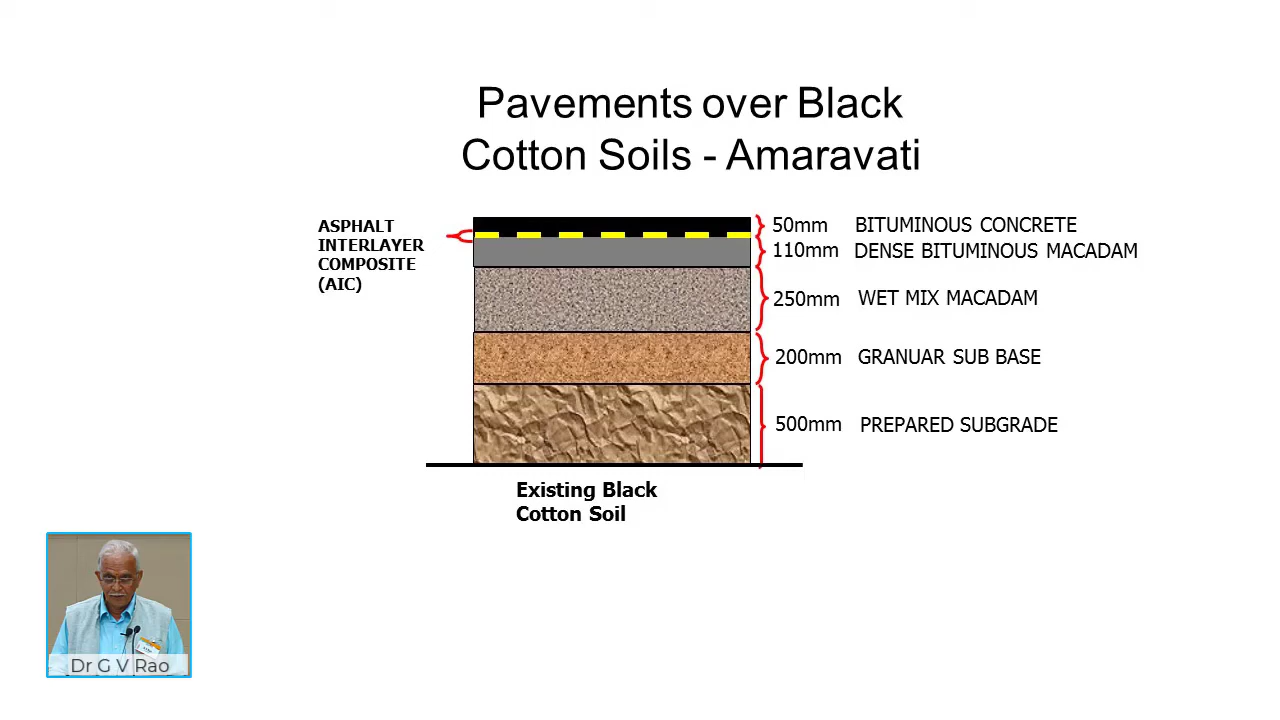 Pavements over Black
Cotton Soils - Amaravati
ASPHALT
INTERLAYER
COMPOSITE
(AIC)
50mm BITUMINOUS CONCRETE
110mm DENSE BITUMINOUS MACADAM
250mm WET MIX MACADAM
200mm GRANUAR SUB BASE
500mm PREPARED SUBGRADE
Existing Black
Cotton Soil
Dr G V Rao